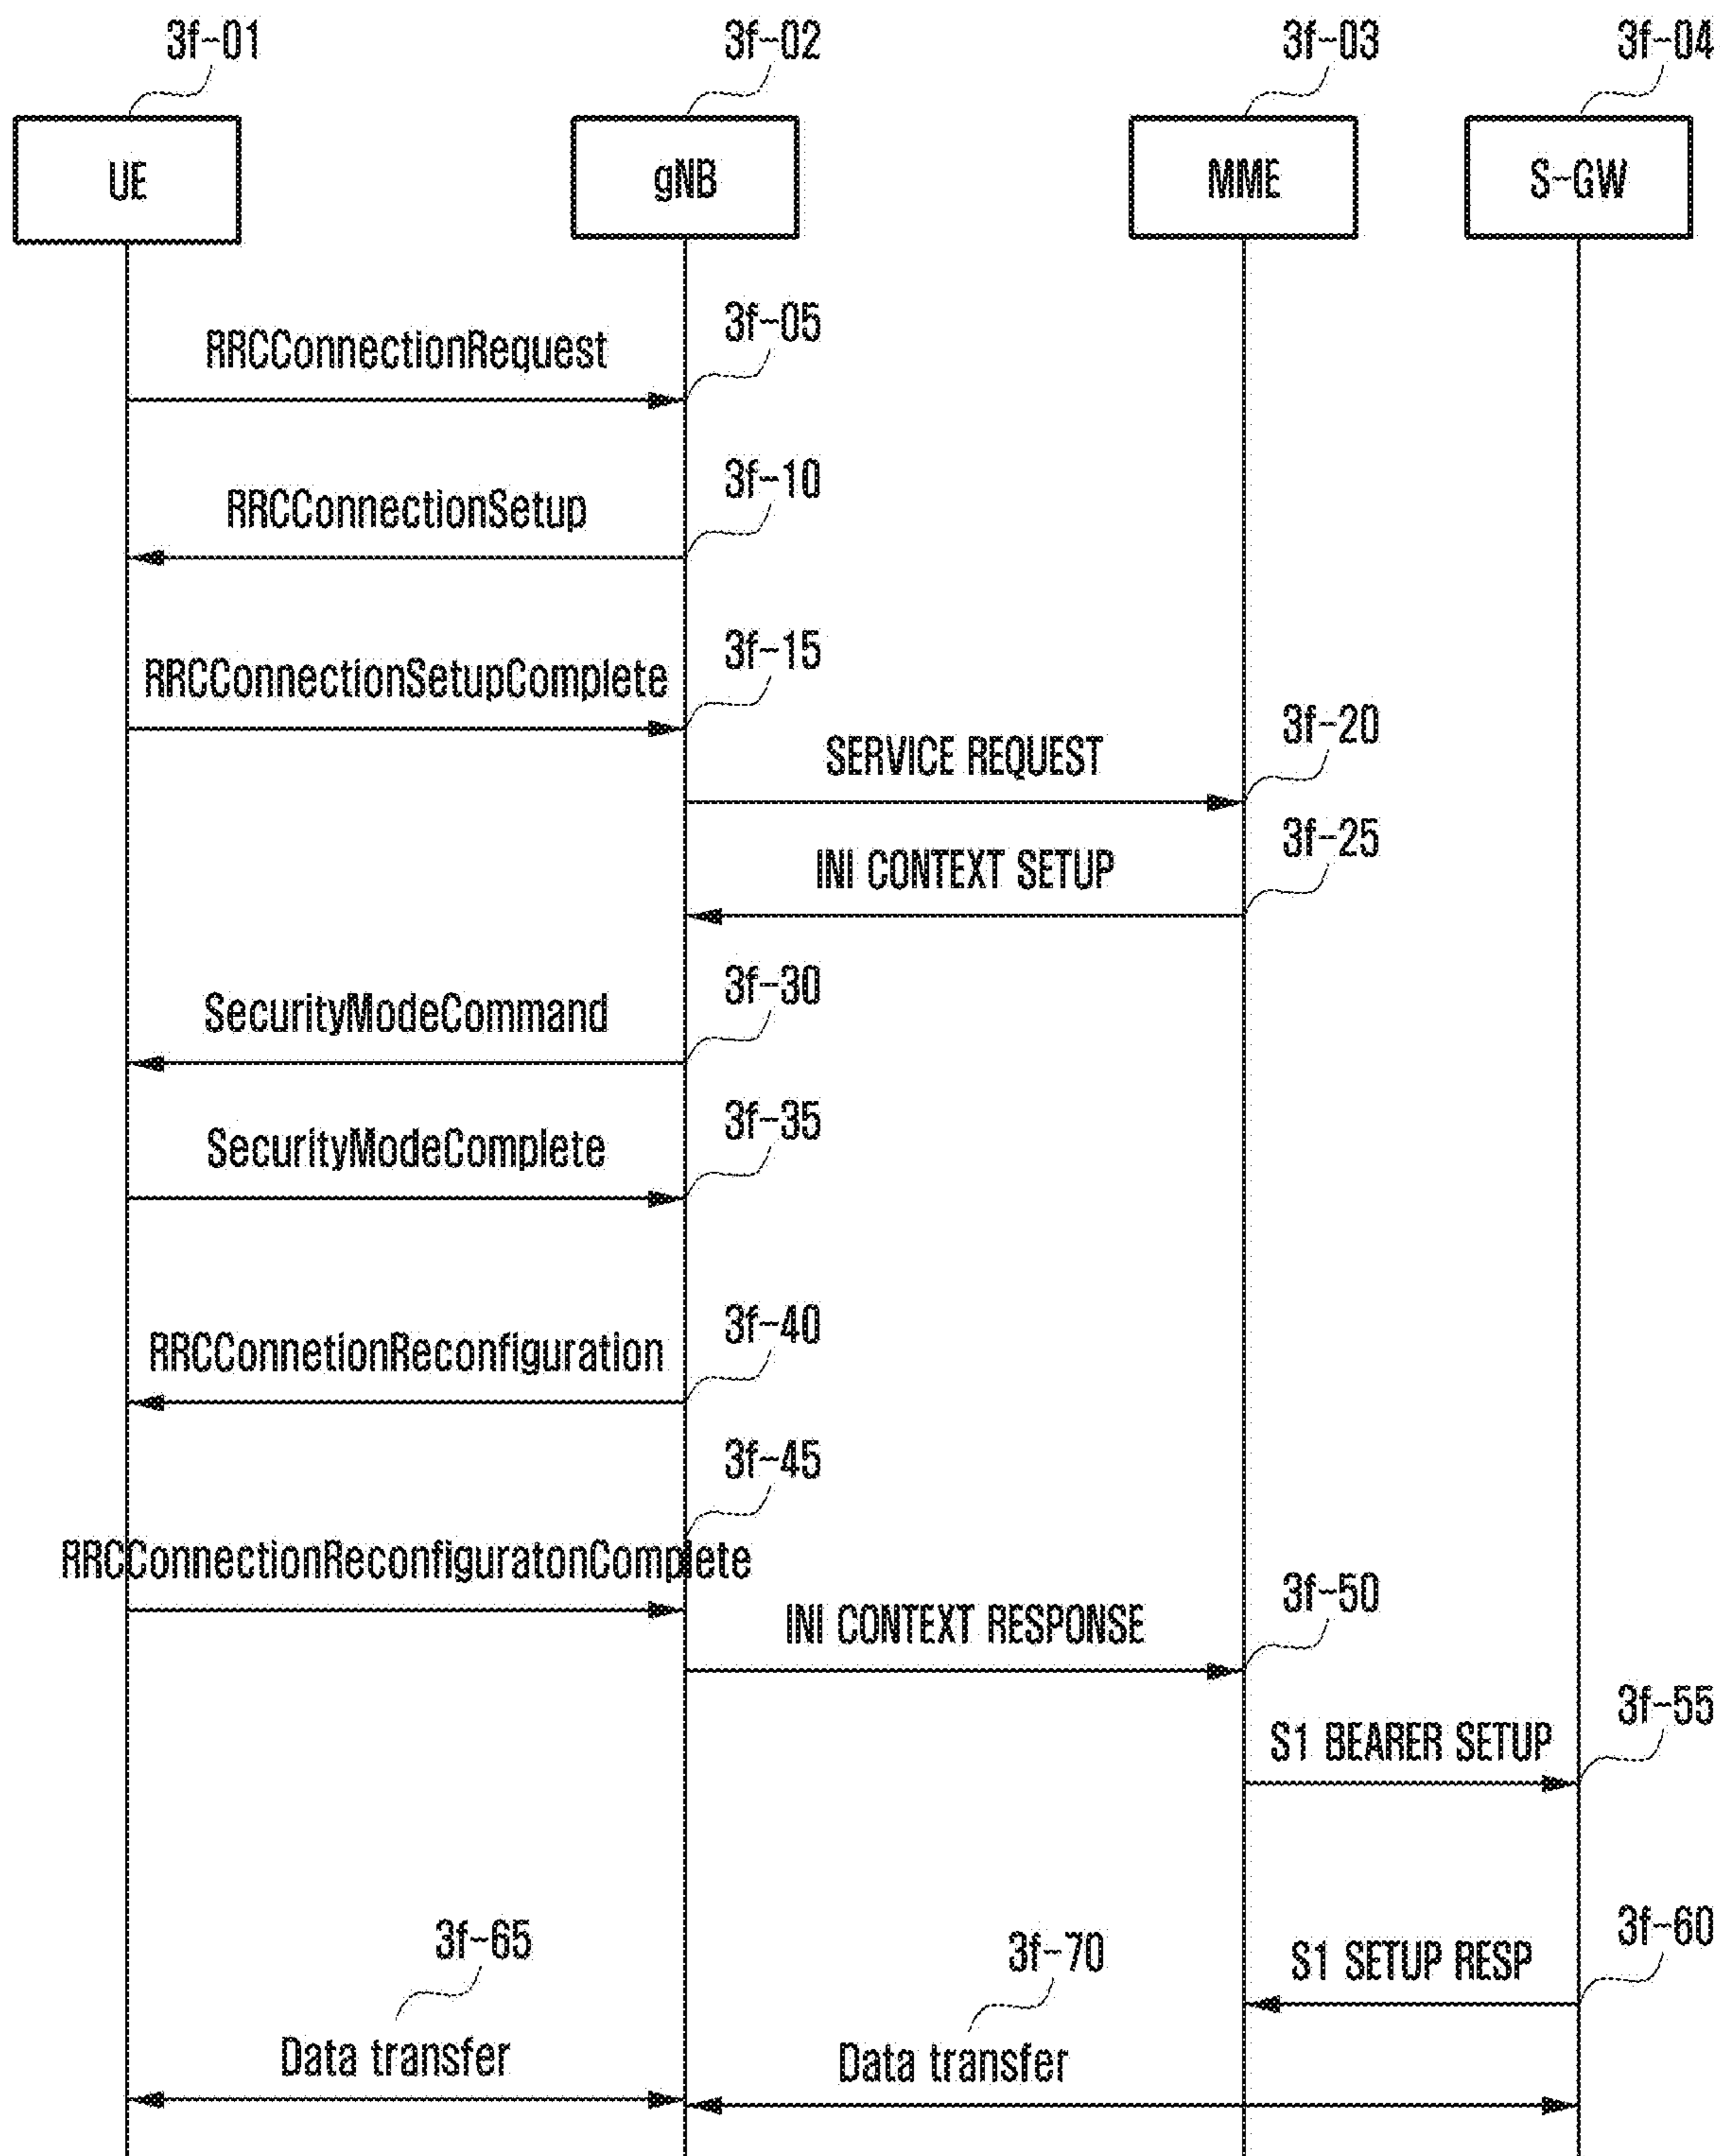 3f-01
3f-02
3f-03
3f-04
UE
gNB
MME
S-GW
3f-05
RRCConnectionRequest
3f-10
RRCConnectionSetup
3f-15
RRCConnectionSetupComplete
3f-20
SERVICE REQUEST
3f-25
INI CONTEXT SETUP
3f-30
SecurityModeCommand
3f-35
SecurityModeComplete
3f-40
RRCConnetionReconfiguration
3f-45
RRCConnectionReconfiguratonComplete
3f-50
INI CONTEXT RESPONSE
3f-55
S1 BEARER SETUP
3f-60
S1 SETUP RESP
3f-65
3f-70
Data transfer
Data transfer